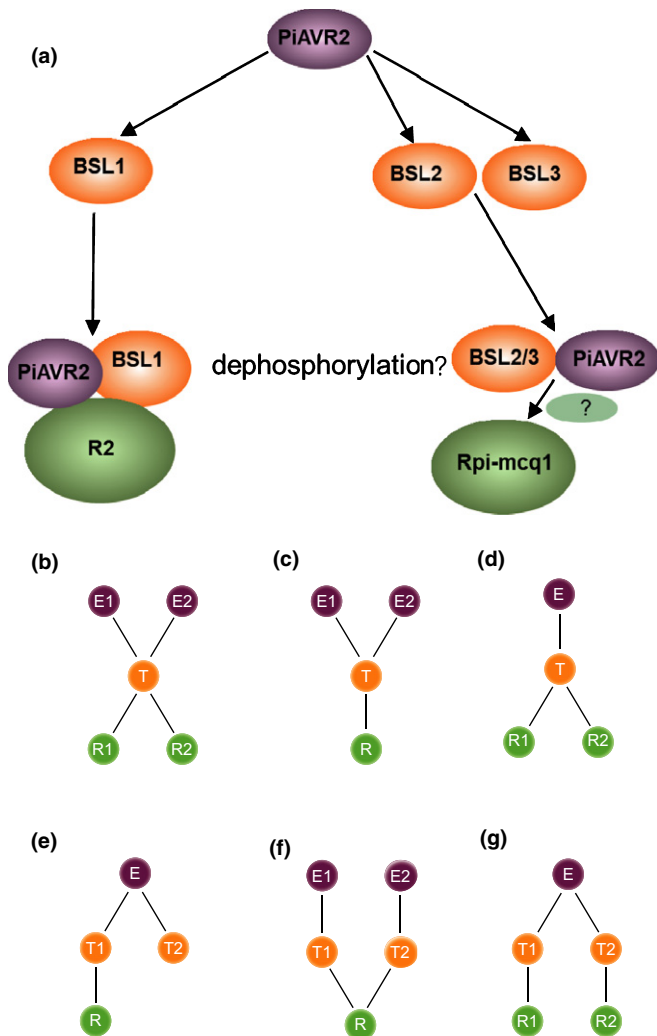 (a)
PiAVR2
BSL1
BSL2
BSL3
PiAVR2
BSL1
R2
dephosphorylation?
BSL2/3
PiAVR2
?
Rpi-mcq1
(b)
E1
E2
T
R1
R2
(c)
E1
E2
T
R
(d)
E
T
R1
R2
(e)
E
T1
T2
R
(f)
E1
E2
T1
T2
R
(g)
E
T1
T2
R1
R2